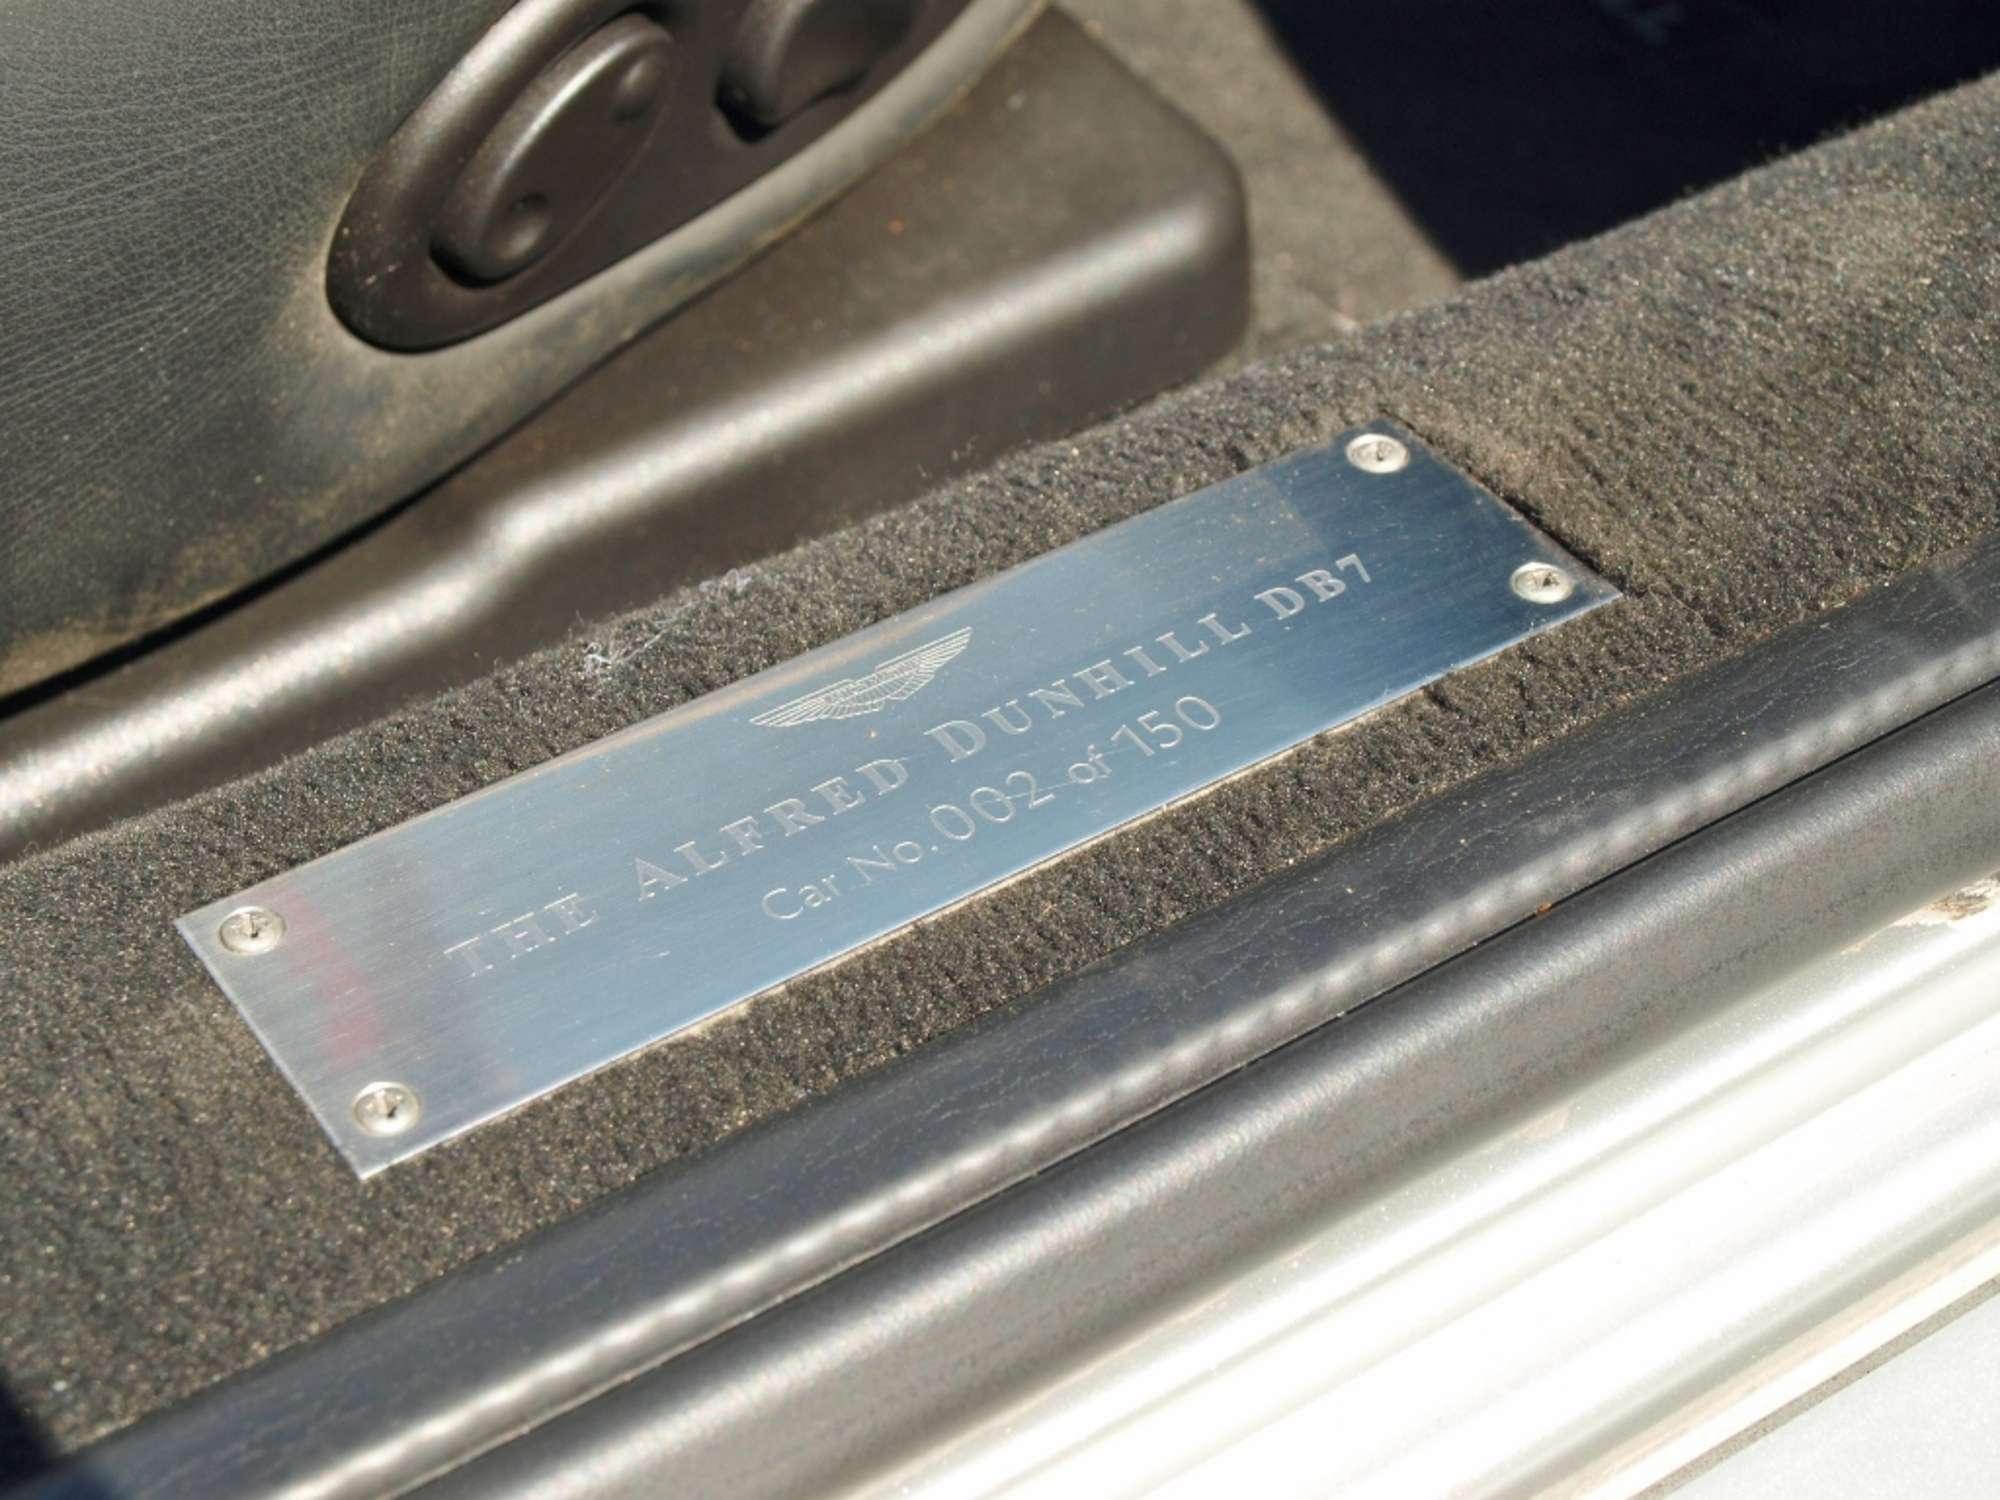 THE ALFRED DUNHILL DB7
Car No. 002 of 150